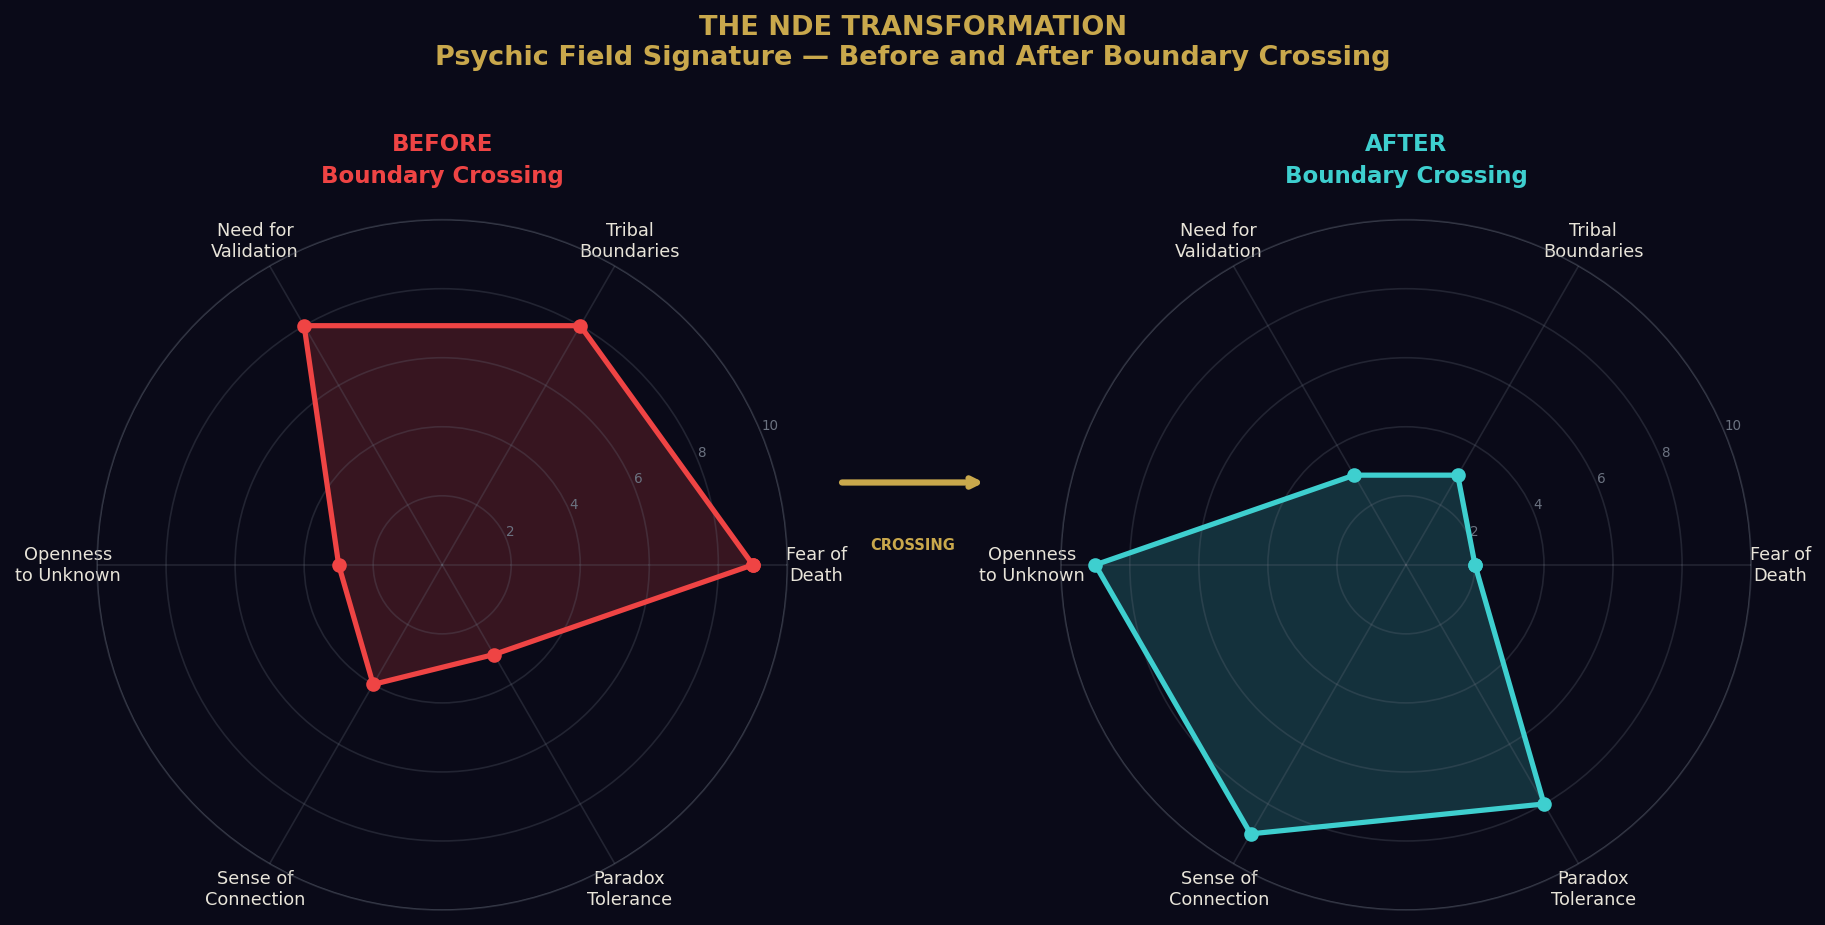 THE NDE TRANSFORMATION
Psychic Field Signature — Before and After Boundary Crossing
BEFORE
Boundary Crossing
Need for
Validation
Tribal
Boundaries
10
8
6
4
2
Openness
to Unknown
Fear of
Death
Sense of
Connection
Paradox
Tolerance
CROSSING
AFTER
Boundary Crossing
Need for
Validation
Tribal
Boundaries
10
8
6
4
2
Openness
to Unknown
Fear of
Death
Sense of
Connection
Paradox
Tolerance